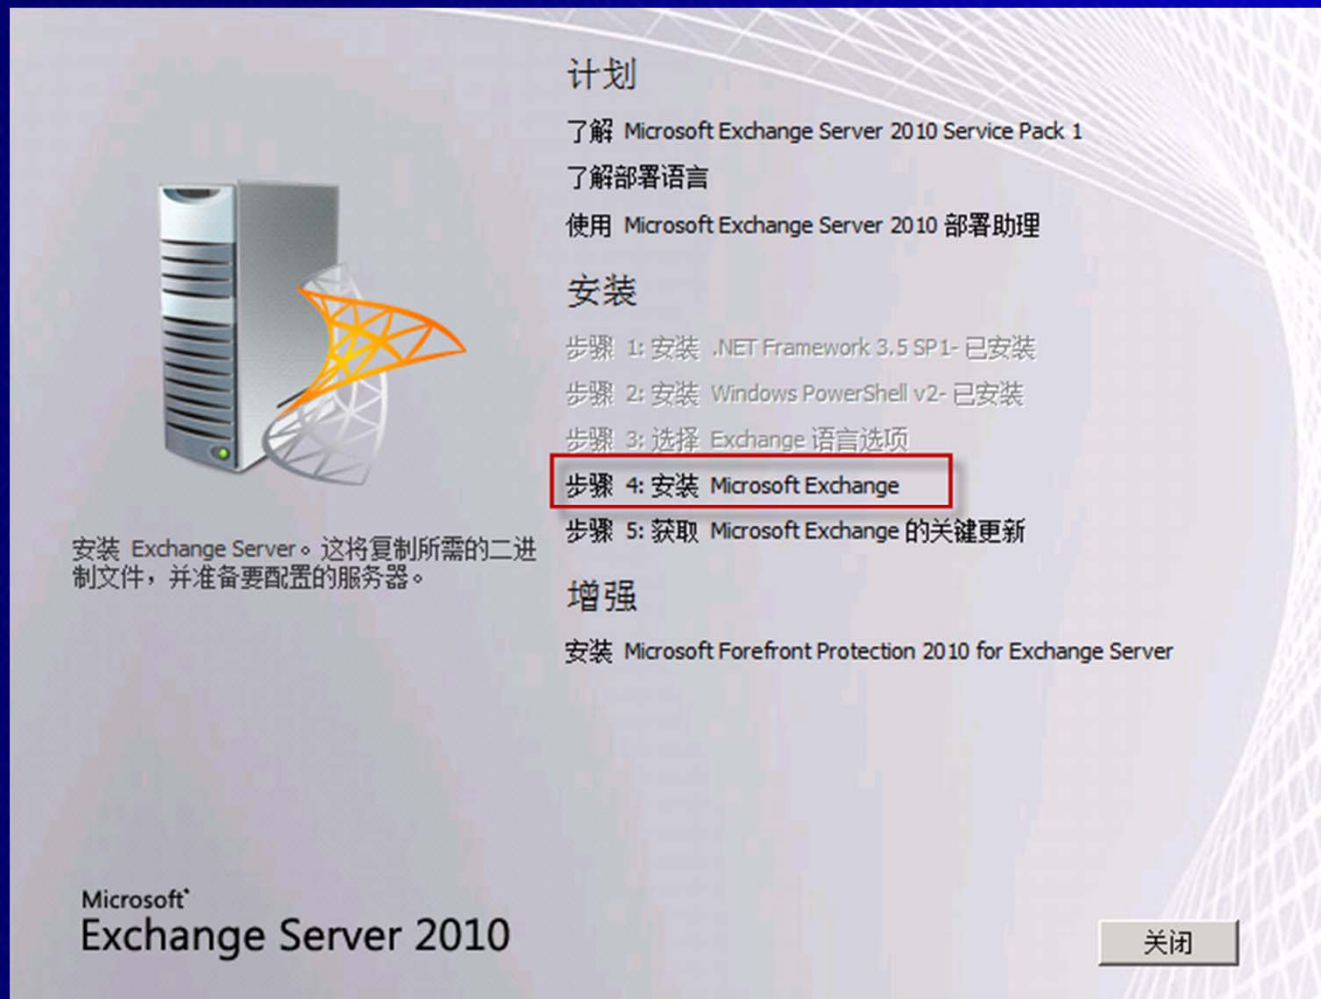 计划
了解 Microsoft Exchange Server 2010 Service Pack 1
了解部署语言
使用 Microsoft Exchange Server 2010 部署助理
安装
步骤 1: 安装 .NET Framework 3.5 SP1- 已安装
步骤 2: 安装 Windows PowerShell v2- 已安装
步骤 3: 选择 Exchange 语言选项
步骤 4: 安装 Microsoft Exchange
步骤 5: 获取 Microsoft Exchange 的关键更新
增强
安装 Microsoft Forefront Protection 2010 for Exchange Server
安装 Exchange Server。这将复制所需的二进
制文件，并准备要配置的服务器。
Microsoft
Exchange Server 2010
关闭